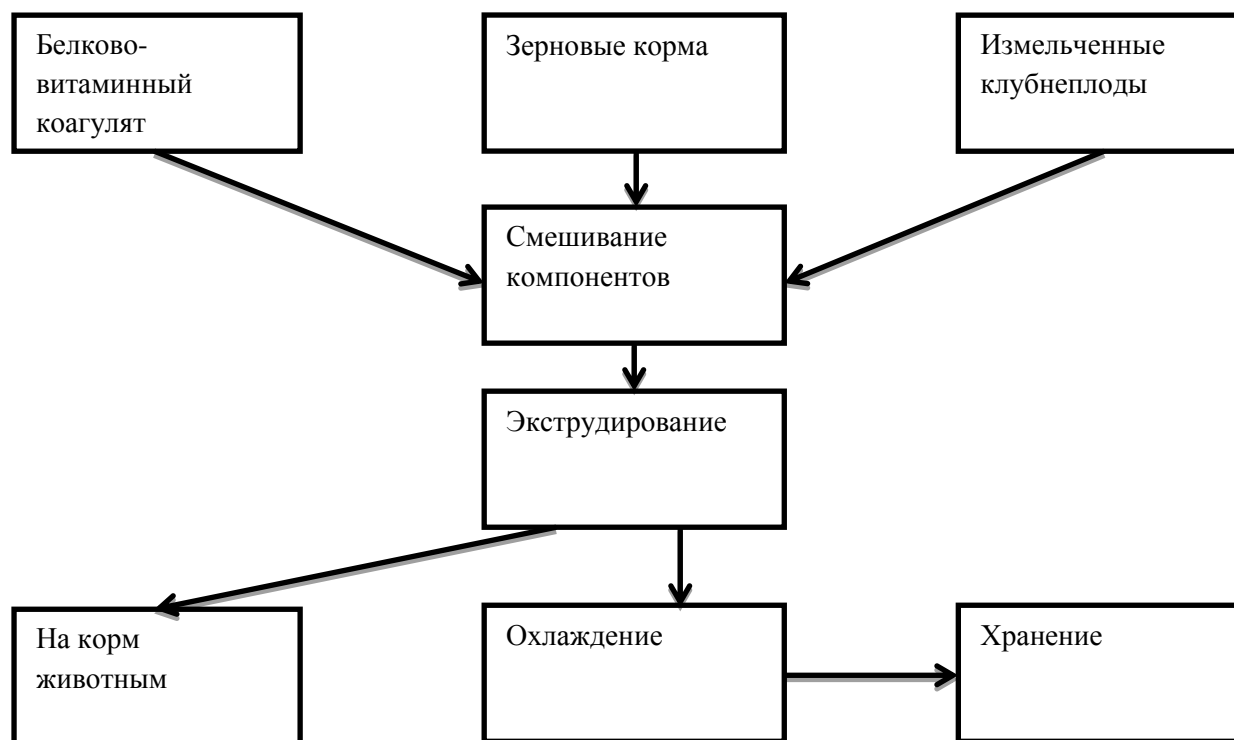 Белково-
витаминный
коагулят
Зерновые корма
Измельченные
клубнеплоды
Смешивание
компонентов
Экструдирование
На корм
животным
Охлаждение
Хранение